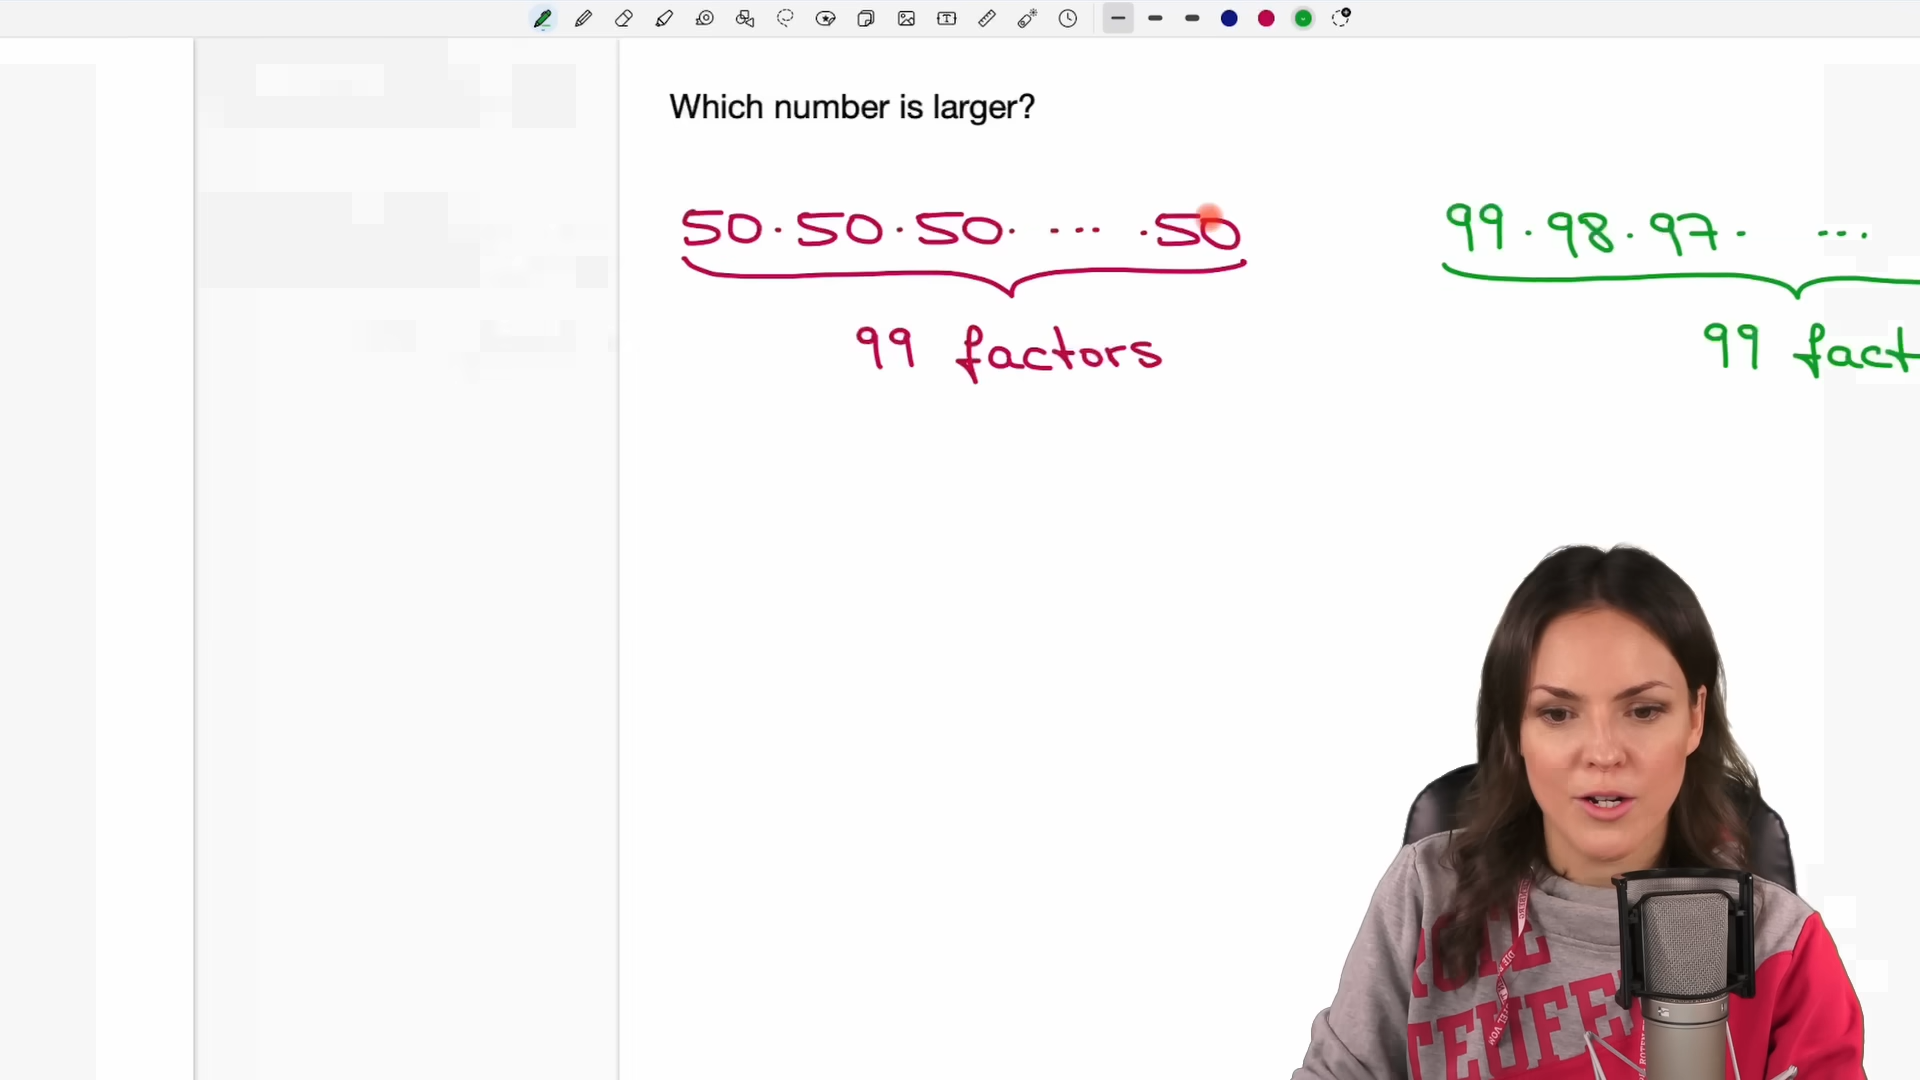 Which number is larger?
50 · 50 · 50 · ... · 50
99 · 98 · 97 · ...
99 factors
99 fact